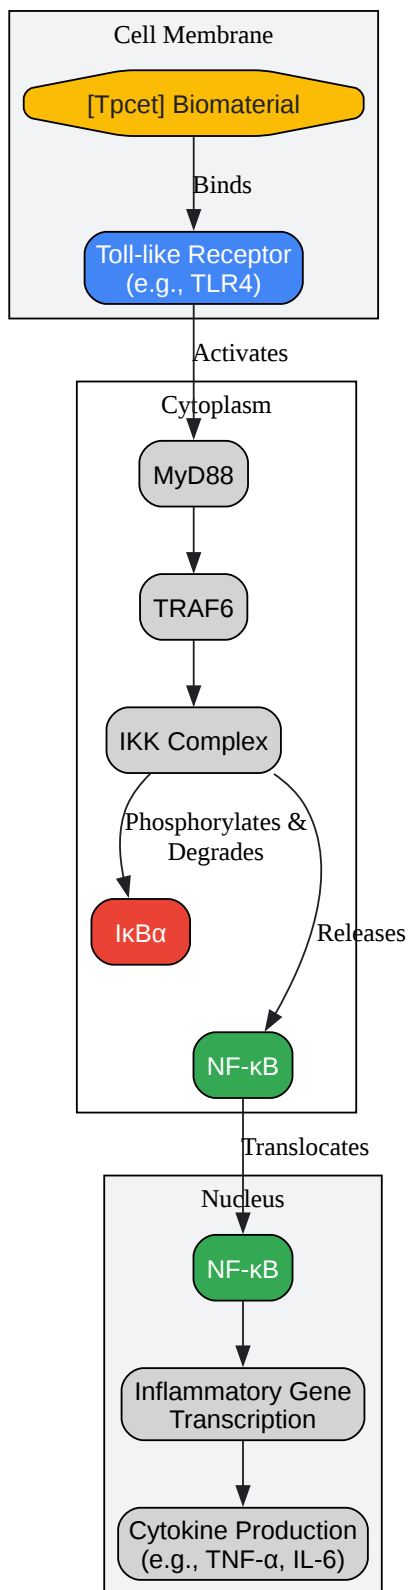 Cell Membrane
[Tpcet] Biomaterial
Binds
Toll-like Receptor
(e.g., TLR4)
Activates
Cytoplasm
MyD88
TRAF6
IKK Complex
Phosphorylates &
Degrades
IκBα
Releases
NF-κB
Translocates
Nucleus
NF-κB
Inflammatory Gene
Transcription
Cytokine Production
(e.g., TNF-α, IL-6)